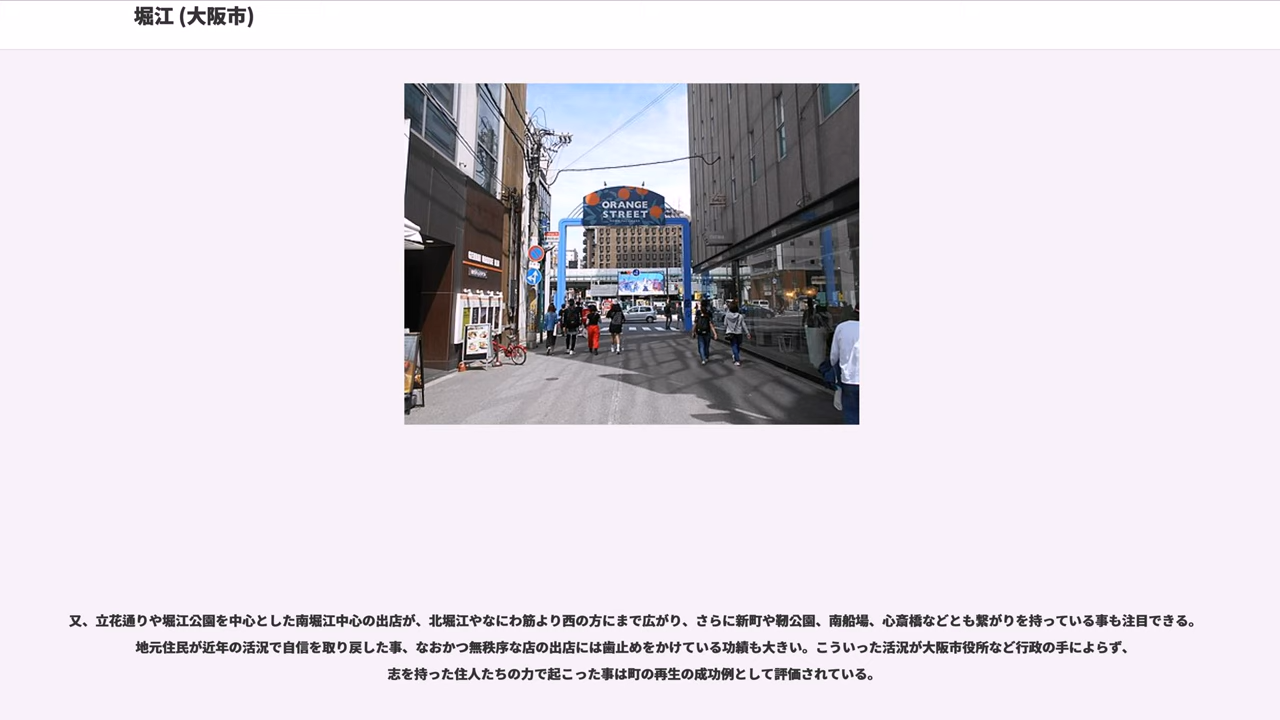 堀江 (大阪市)
ORANGE
STREET
又、立花通りや堀江公園を中心とした南堀江中心の出店が、北堀江やなにわ筋より西の方にまで広がり、さらに新町や靭公園、南船場、心斎橋などとも繋がりを持っている事も注目できる。
地元住民が近年の活況で自信を取り戻した事、なおかつ無秩序な店の出店には歯止めをかけている功績も大きい。こういった活況が大阪市役所など行政の手によらず、
志を持った住人たちの力で起こった事は町の再生の成功例として評価されている。